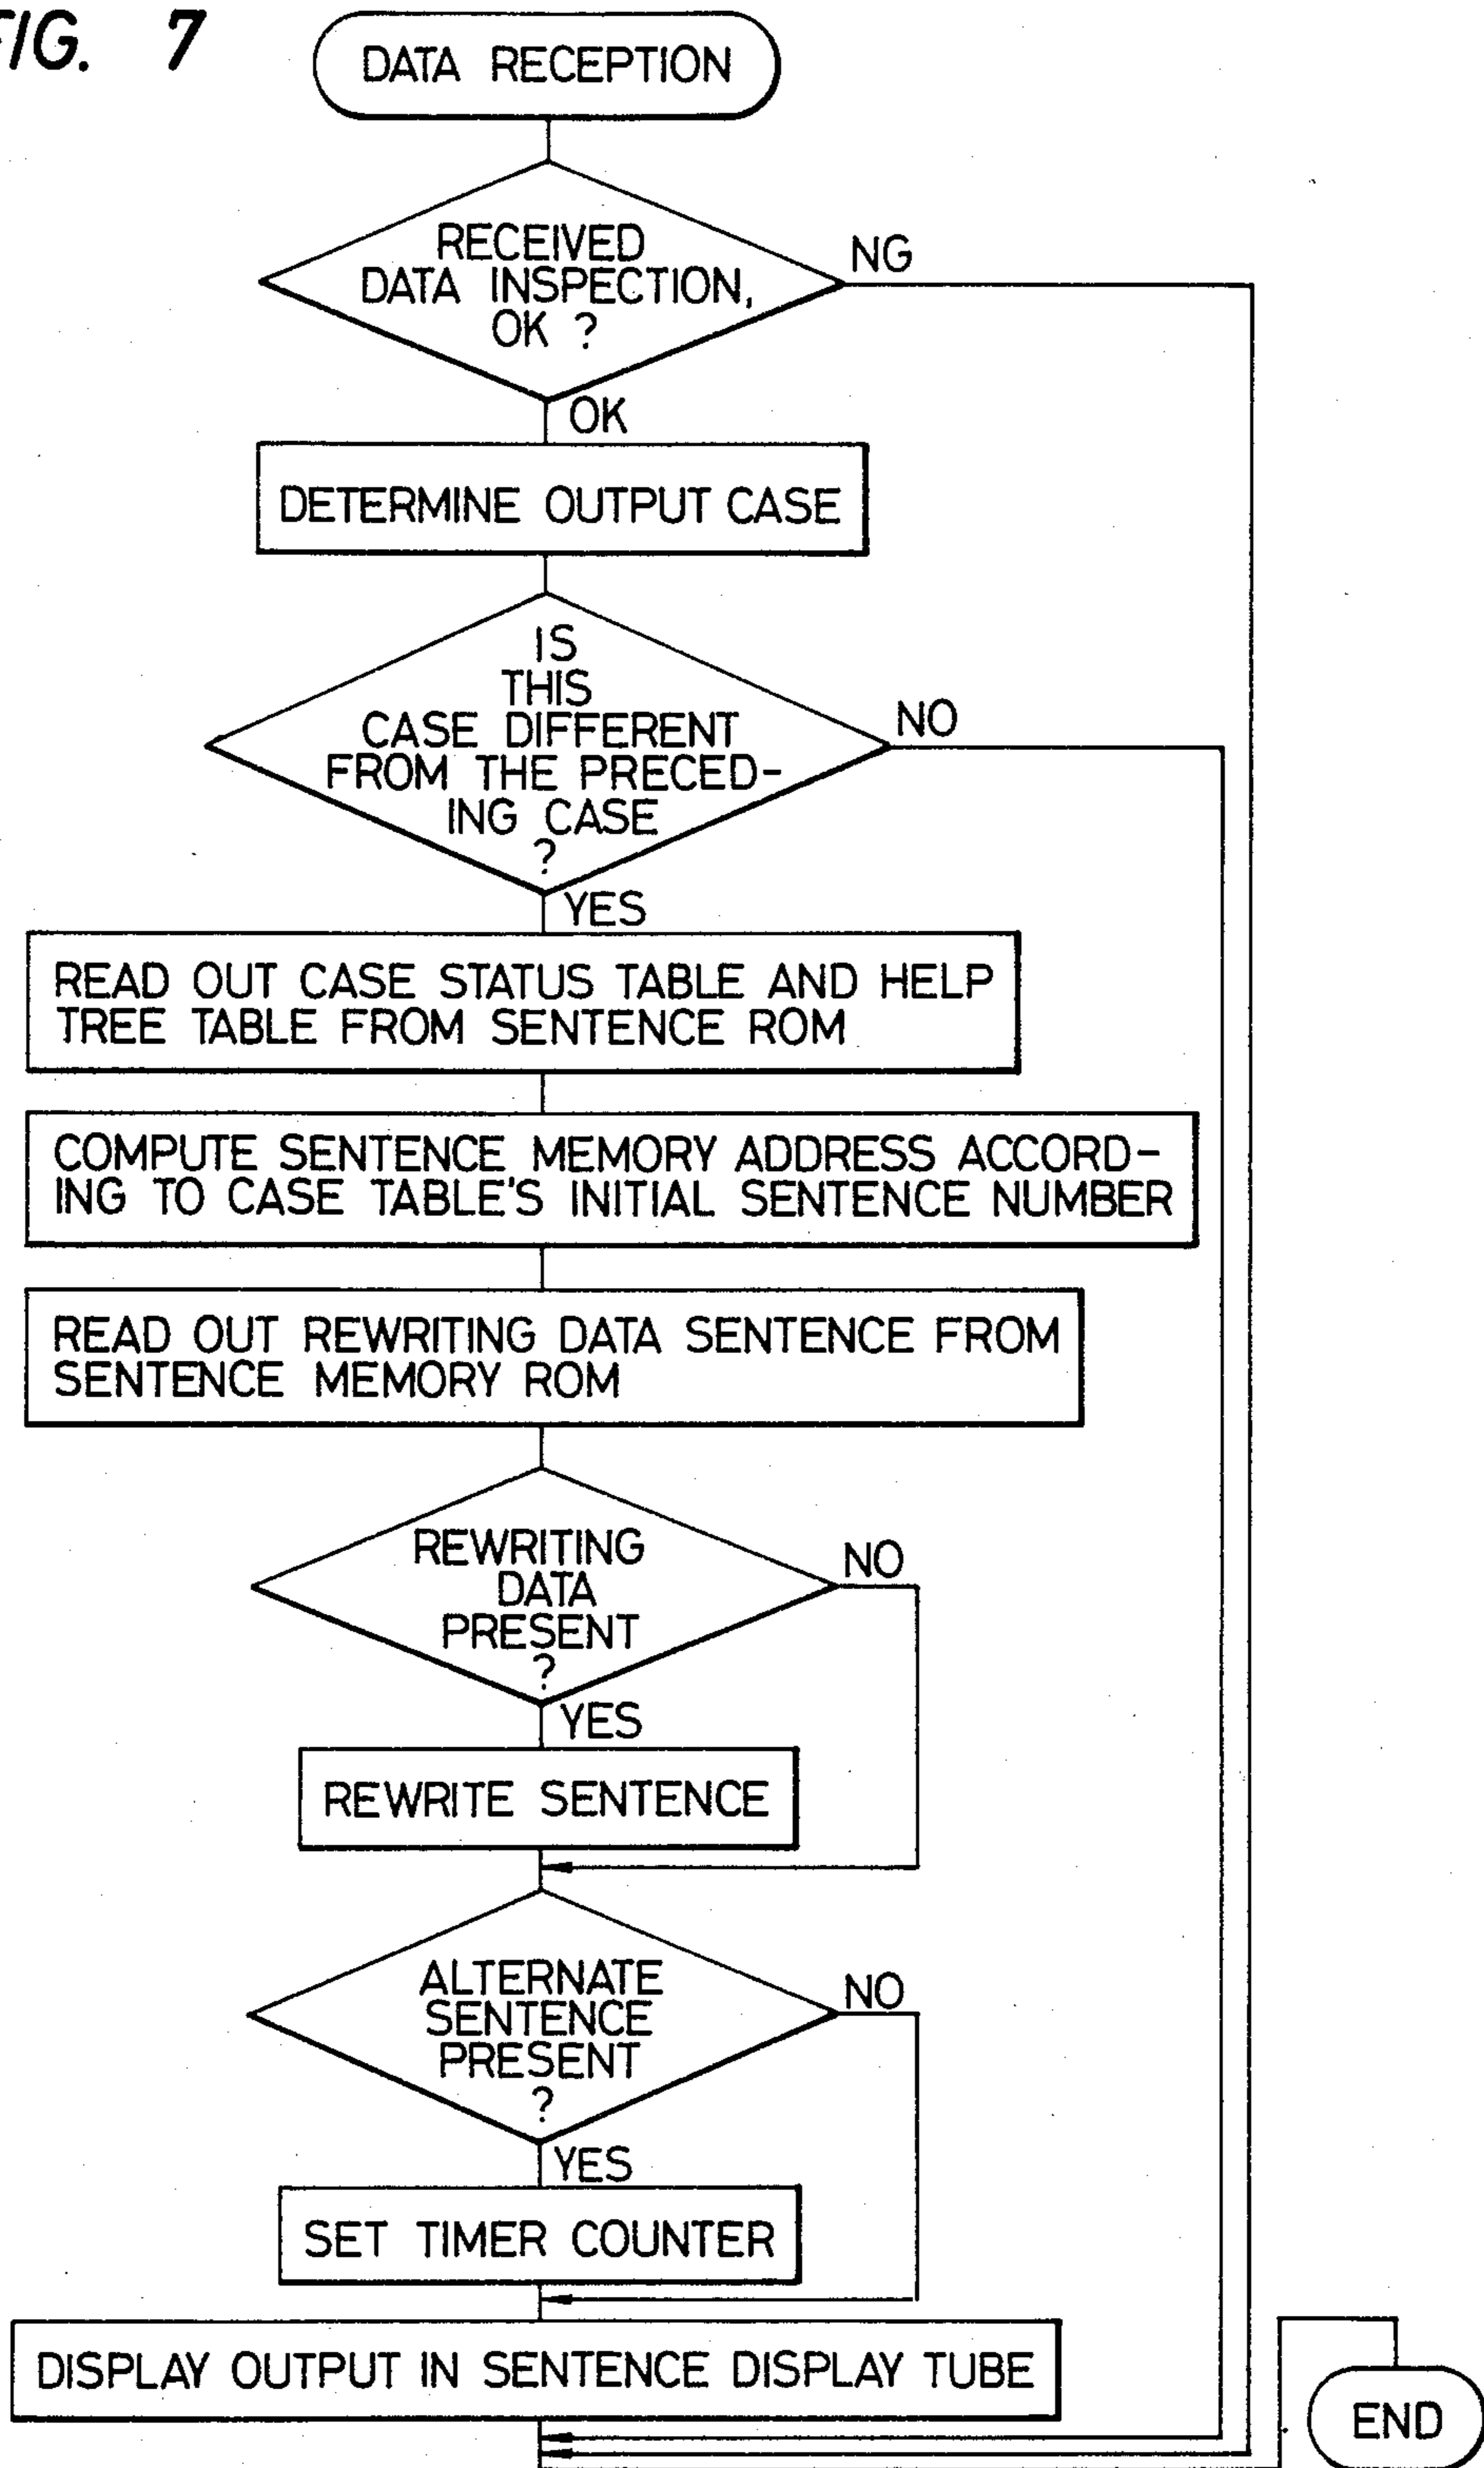 FIG. 7
DATA RECEPTION
RECEIVED
DATA INSPECTION,
OK ?
NG
OK
DETERMINE OUTPUT CASE
IS
THIS
CASE DIFFERENT
FROM THE PRECED-
ING CASE
?
NO
YES
READ OUT CASE STATUS TABLE AND HELP
TREE TABLE FROM SENTENCE ROM
COMPUTE SENTENCE MEMORY ADDRESS ACCORD-
ING TO CASE TABLE'S INITIAL SENTENCE NUMBER
READ OUT REWRITING DATA SENTENCE FROM
SENTENCE MEMORY ROM
REWRITING
DATA
PRESENT
?
NO
YES
REWRITE SENTENCE
ALTERNATE
SENTENCE
PRESENT
?
NO
YES
SET TIMER COUNTER
DISPLAY OUTPUT IN SENTENCE DISPLAY TUBE
END